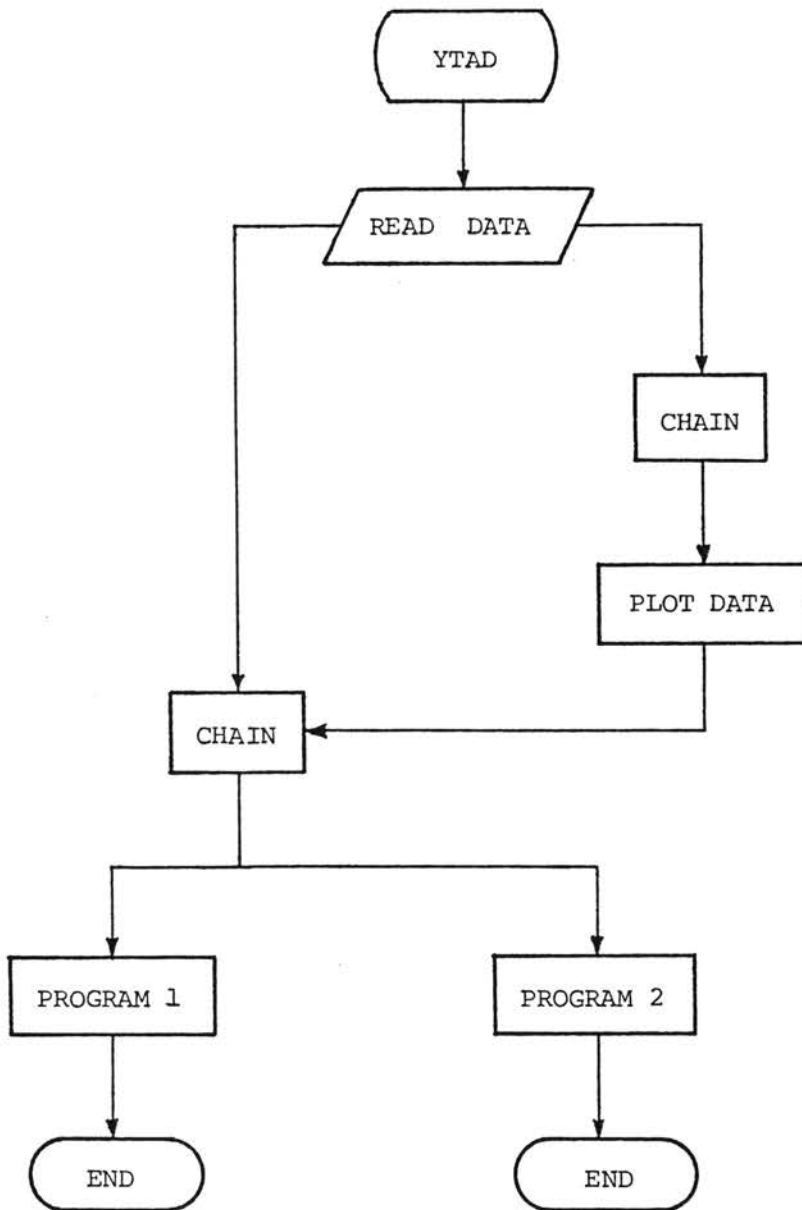 YTAD
READ DATA
CHAIN
PLOT DATA
CHAIN
PROGRAM 1
PROGRAM 2
END
END